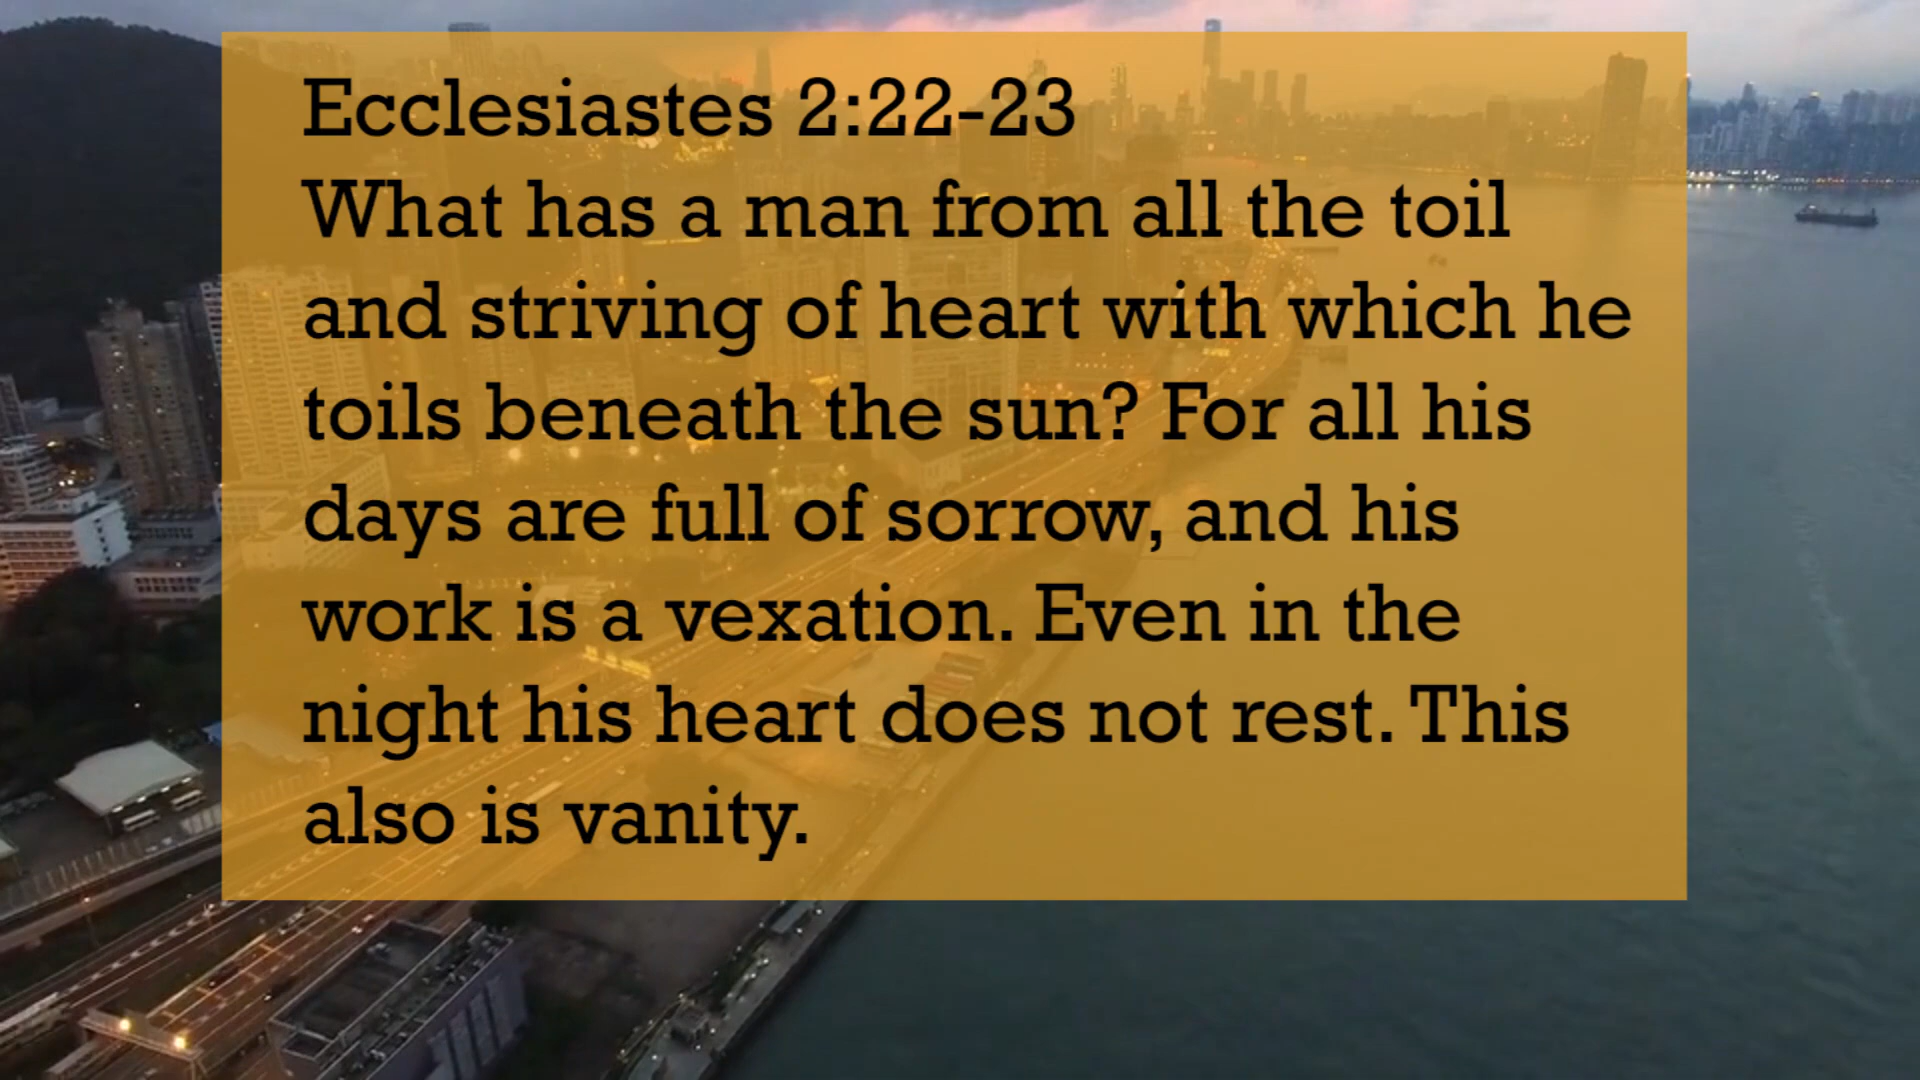 Ecclesiastes 2:22-23
What has a man from all the toil
and striving of heart with which he
toils beneath the sun? For all his
days are full of sorrow, and his
work is a vexation. Even in the
night his heart does not rest. This
also is vanity.